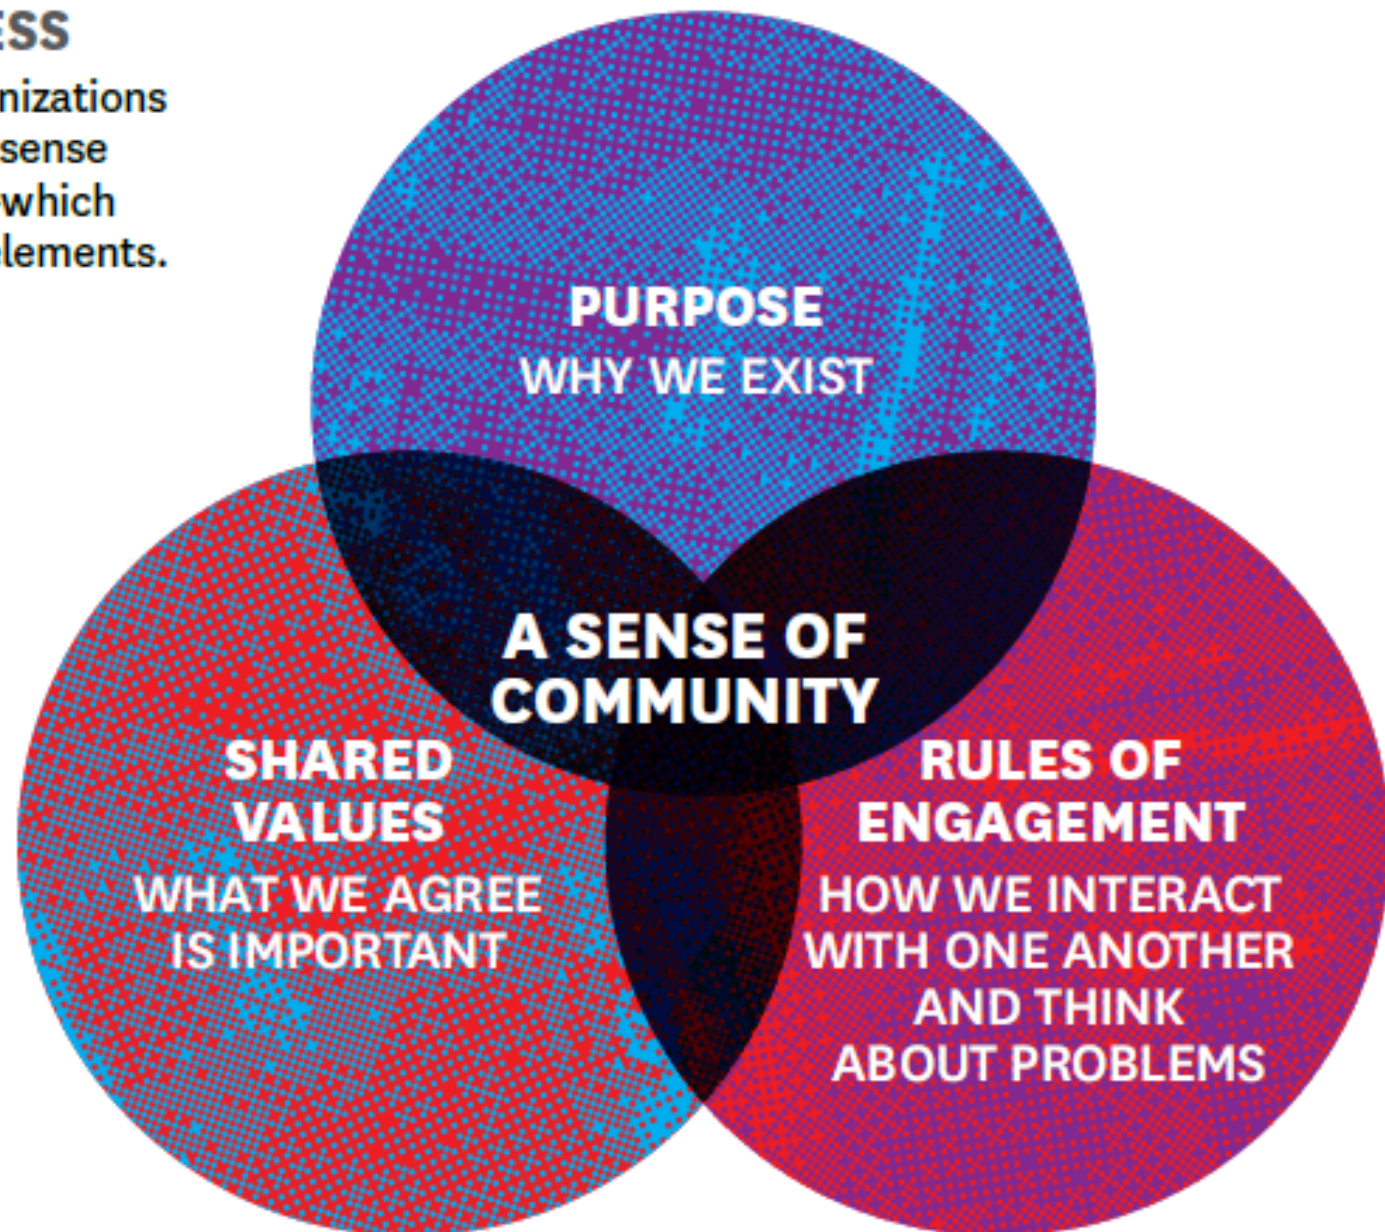 ESS
nizations
sense
which
elements.
PURPOSE
WHY WE EXIST
A SENSE OF
COMMUNITY
SHARED
VALUES
WHAT WE AGREE
IS IMPORTANT
RULES OF
ENGAGEMENT
HOW WE INTERACT
WITH ONE ANOTHER
AND THINK
ABOUT PROBLEMS